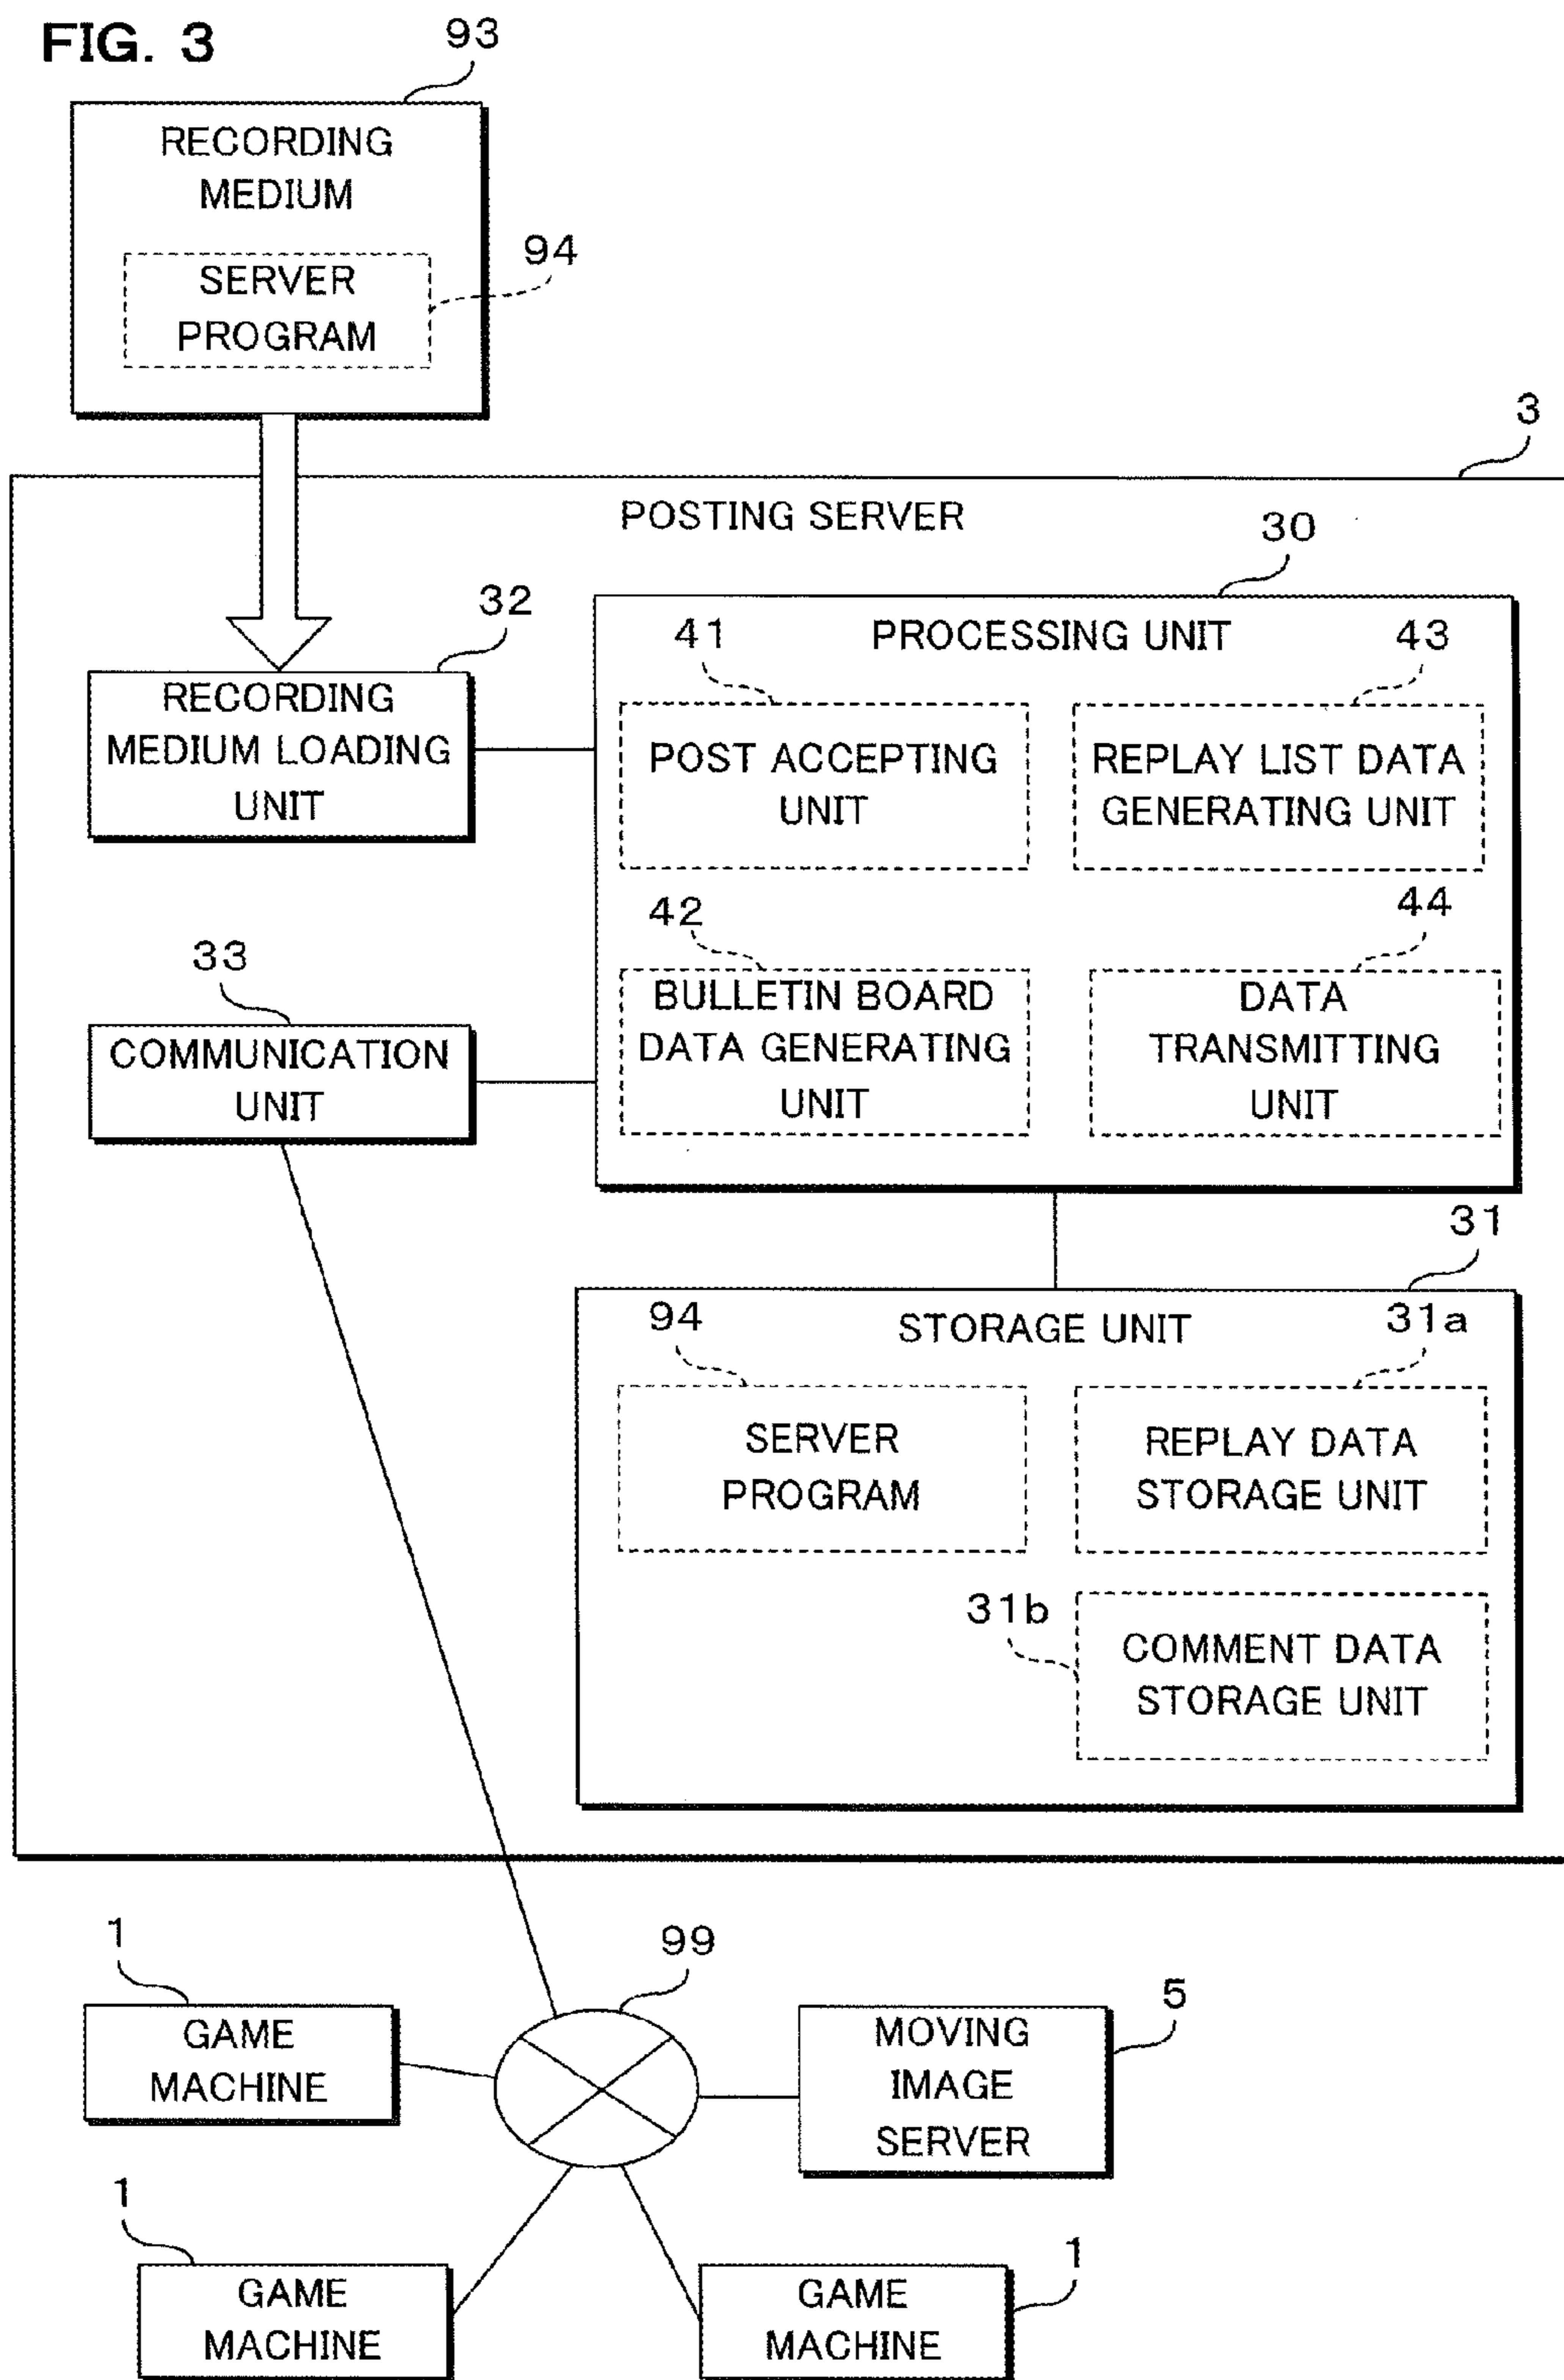 FIG. 3
93
RECORDING
MEDIUM
94
SERVER
PROGRAM
3
POSTING SERVER
30
32
PROCESSING UNIT
41
43
RECORDING
MEDIUM LOADING
UNIT
POST ACCEPTING
UNIT
REPLAY LIST DATA
GENERATING UNIT
42
44
33
BULLETIN BOARD
DATA GENERATING
UNIT
DATA
TRANSMITTING
UNIT
COMMUNICATION
UNIT
31
94
STORAGE UNIT
31a
SERVER
PROGRAM
REPLAY DATA
STORAGE UNIT
31b
COMMENT DATA
STORAGE UNIT
1
99
5
GAME
MACHINE
MOVING
IMAGE
SERVER
1
GAME
MACHINE
1
GAME
MACHINE